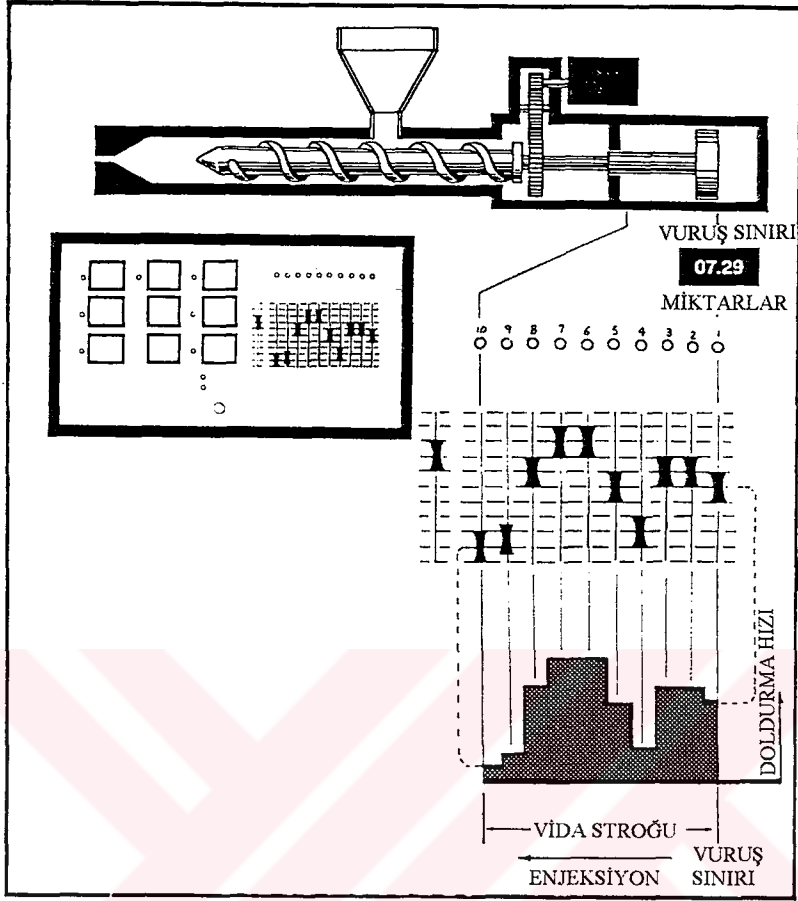 VURUŞ SINIRI
07.29
MİKTARLAR
10 9 8 7 6 5 4 3 2 1
DOLDURMA HIZI
VİDA STROĞU
ENJEKSİYON
VURUŞ
SINIRI